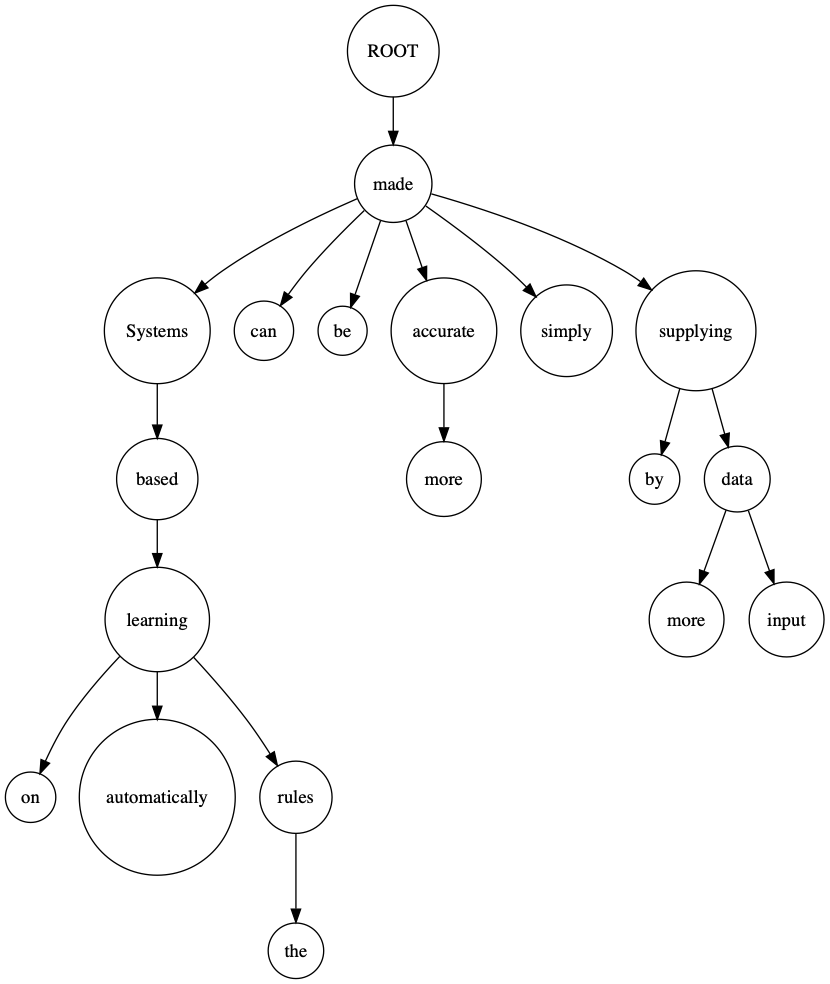 ROOT
made
Systems can be accurate simply supplying
based more by data
learning more input
on automatically rules
the